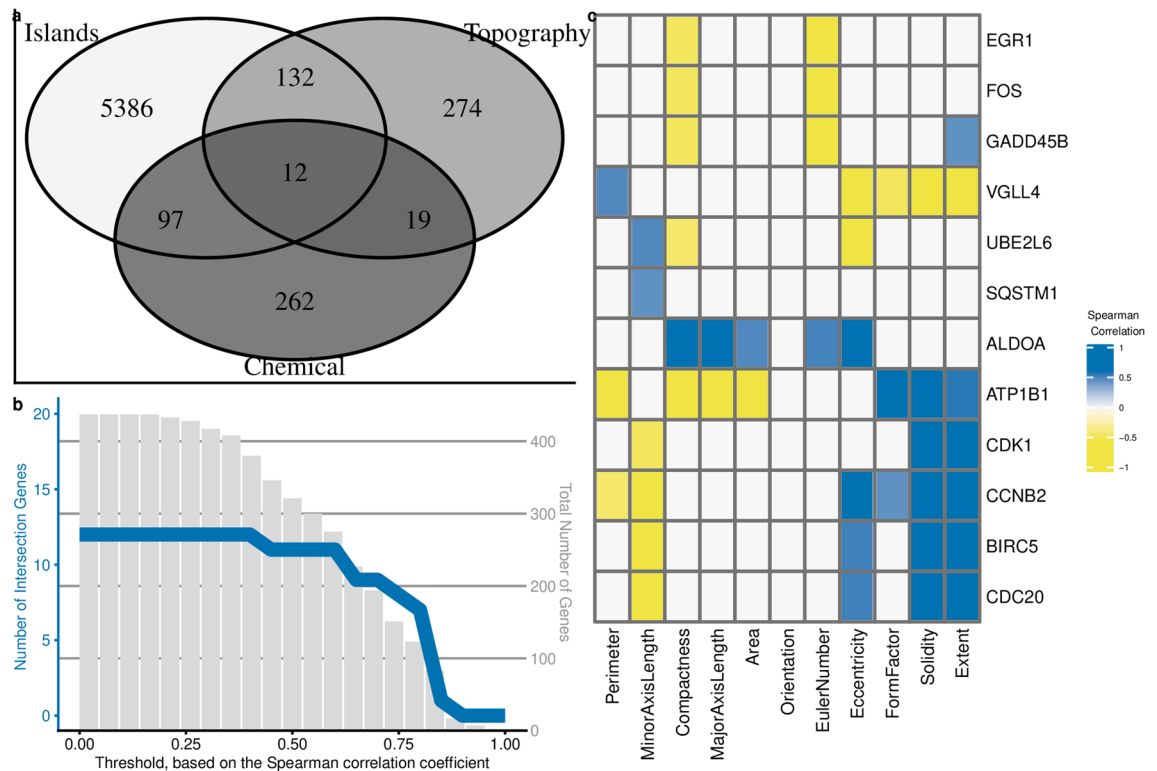 a
Islands
Topography
132
5386
274
12
97
19
262
Chemical
b
20
15
10
5
0
Number of Intersection Genes
400
300
200
100
0
Total Number of Genes
0.00 0.25 0.50 0.75 1.00
Threshold, based on the Spearman correlation coefficient
c
EGR1
FOS
GADD45B
VGLL4
UBE2L6
SQSTM1
ALDOA
ATP1B1
CDK1
CCNB2
BIRC5
CDC20
Perimeter
MinorAxisLength
Compactness
MajorAxisLength
Area
Orientation
EulerNumber
Eccentricity
FormFactor
Solidity
Extent
Spearman
Correlation
1
0.5
0
−0.5
−1